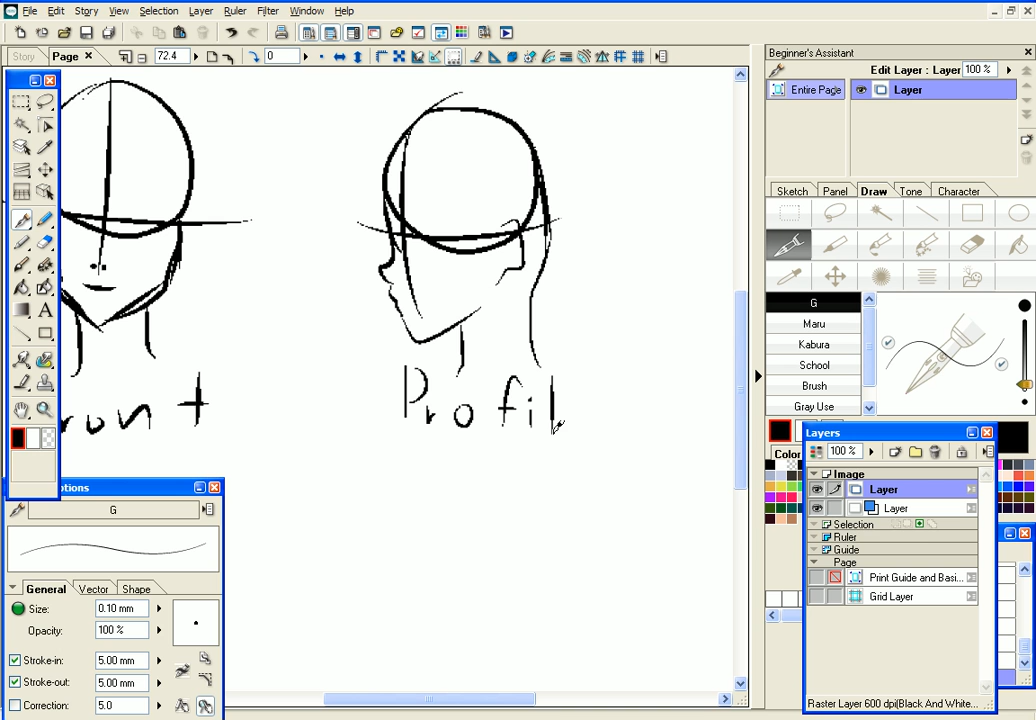 File Edit Story View Selection Layer Ruler Filter Window Help
Story Page 72.4 0
Beginner's Assistant
Edit Layer : Layer 100 %
Entire Page Layer
Sketch Panel Draw Tone Character
G
Maru
Kabura
School
Brush
Gray Use
ron t
Profil
ptions
G
General Vector Shape
Size: 0.10 mm
Opacity: 100 %
Stroke-in: 5.00 mm
Stroke-out: 5.00 mm
Correction: 5.0
Color
Layers
100 %
Image
Layer
Layer
Selection
Ruler
Guide
Page
Print Guide and Basi...
Grid Layer
Raster Layer 600 dpi(Black And White...